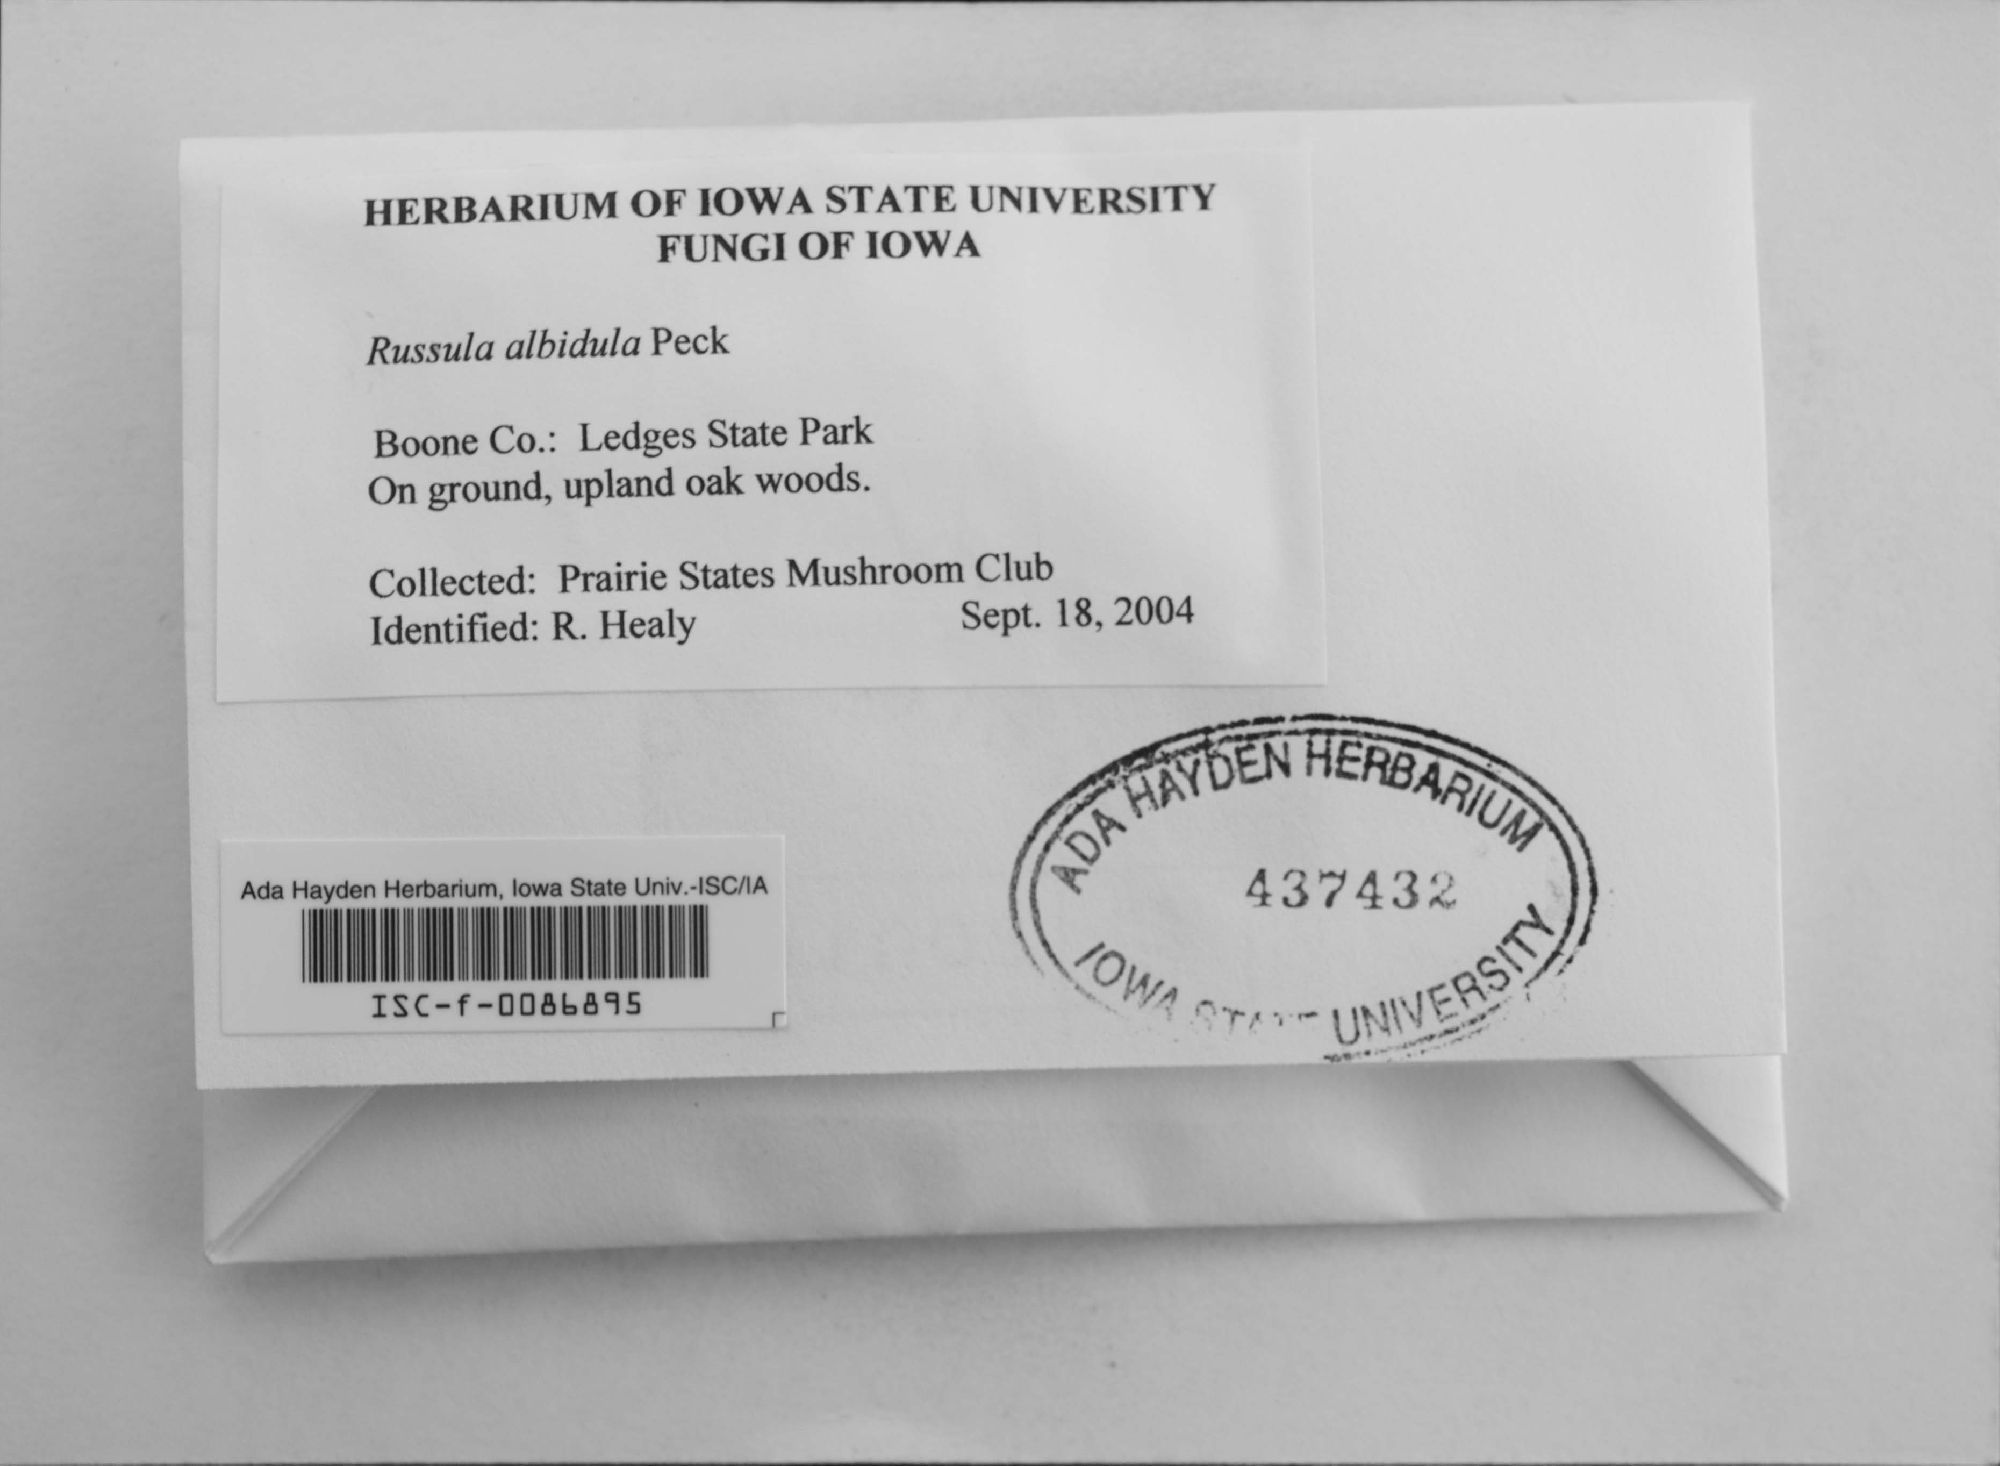 HERBARIUM OF IOWA STATE UNIVERSITY
FUNGI OF IOWA
Russula albidula Peck
Boone Co.: Ledges State Park
On ground, upland oak woods.
Collected: Prairie States Mushroom Club
Identified: R. Healy Sept. 18, 2004
ADA HAYDEN HERBARIUM
437432
IOWA STATE UNIVERSITY
Ada Hayden Herbarium, Iowa State Univ.-ISC/IA
ISC-f-0086895